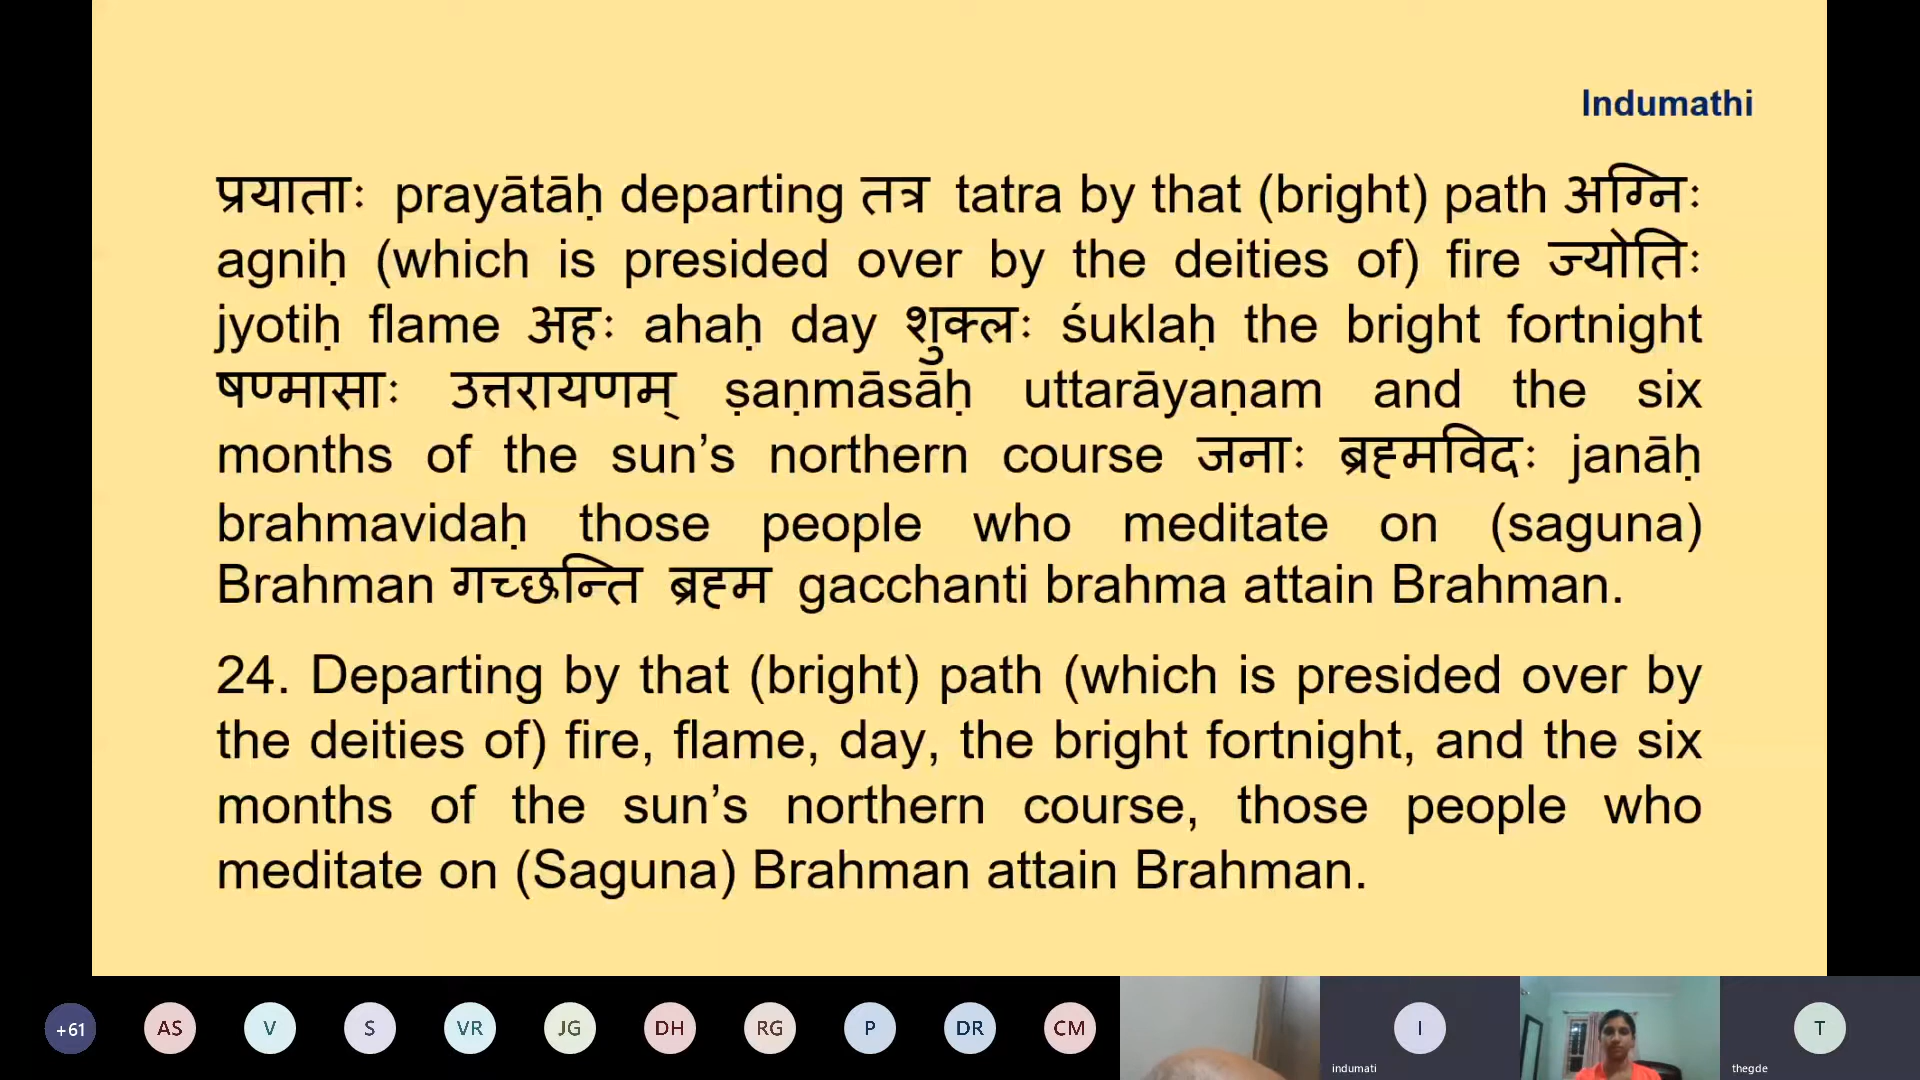 Indumathi
प्रयाताः prayātāḥ departing तत्र tatra by that (bright) path अग्निः
agniḥ (which is presided over by the deities of) fire ज्योतिः
jyotiḥ flame अहः ahaḥ day शुक्लः śuklaḥ the bright fortnight
षण्मासाः उत्तरायणम् ṣaṇmāsāḥ uttarāyaṇam and the six
months of the sun’s northern course जनाः ब्रह्मविदः janāḥ
brahmavidaḥ those people who meditate on (saguna)
Brahman गच्छन्ति ब्रह्म gacchanti brahma attain Brahman.
24. Departing by that (bright) path (which is presided over by
the deities of) fire, flame, day, the bright fortnight, and the six
months of the sun’s northern course, those people who
meditate on (Saguna) Brahman attain Brahman.
+61 AS V S VR JG DH RG P DR CM I T
indumati thegde